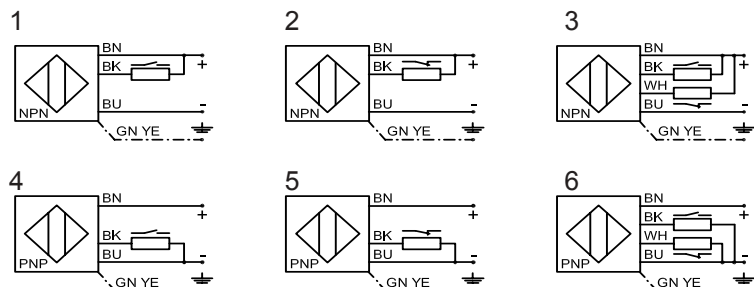 1 2 3
BN + BK BU - NPN GN YE
BN + BK BU - NPN GN YE
BN + BK WH BU - NPN GN YE
4 5 6
BN + BK BU - PNP GN YE
BN + BK BU - PNP GN YE
BN + BK WH BU - PNP GN YE